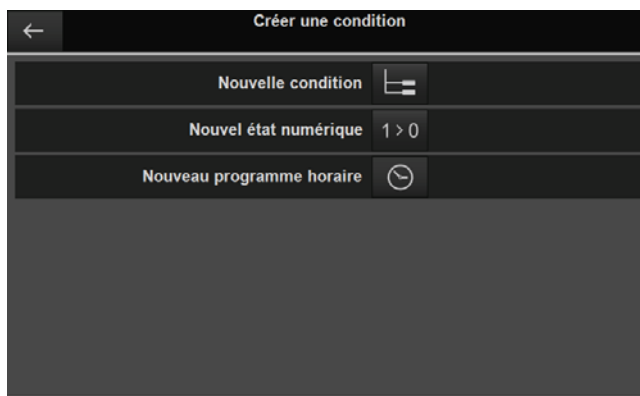 Créer une condition
Nouvelle condition
Nouvel état numérique 1 > 0
Nouveau programme horaire